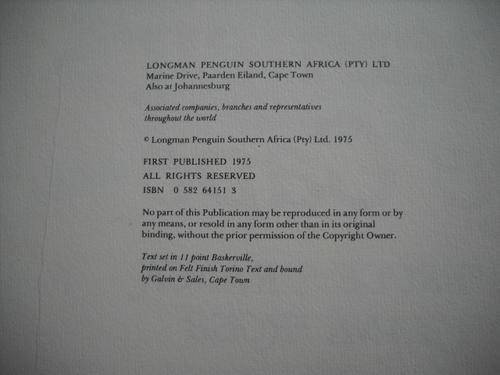 LONGMAN PENGUIN SOUTHERN AFRICA (PTY) LTD
Marine Drive, Paarden Eiland, Cape Town
Also at Johannesburg
Associated companies, branches and representatives
throughout the world
© Longman Penguin Southern Africa (Pty) Ltd. 1975
FIRST PUBLISHED 1975
ALL RIGHTS RESERVED
ISBN 0 582 64151 3
No part of this Publication may be reproduced in any form or by
any means, or resold in any form other than in its original
binding, without the prior permission of the Copyright Owner.
Text set in 11 point Baskerville,
printed on Felt Finish Torino Text and bound
by Galvin & Sales, Cape Town